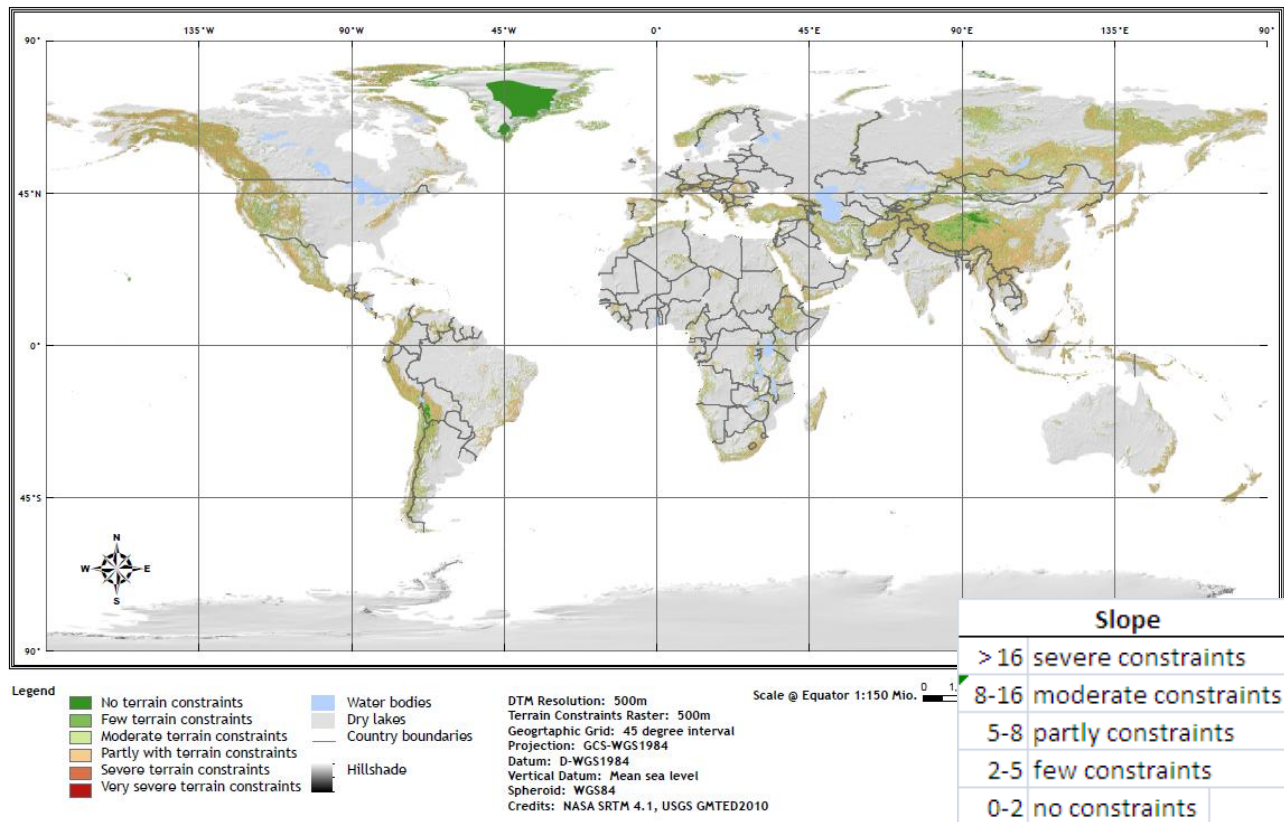 135°W 90°W 45°W 0° 45°E 90°E 135°E 90°
90°
45°N
0°
45°S
90°
N
W E
S
Legend
No terrain constraints
Few terrain constraints
Moderate terrain constraints
Partly with terrain constraints
Severe terrain constraints
Very severe terrain constraints
Water bodies
Dry lakes
Country boundaries
Hillshade
DTM Resolution: 500m
Terrain Constraints Raster: 500m
Geogrtaphic Grid: 45 degree interval
Projection: GCS-WGS1984
Datum: D-WGS1984
Vertical Datum: Mean sea level
Spheroid: WGS84
Credits: NASA SRTM 4.1, USGS GMTED2010
Scale @ Equator 1:150 Mio. 0
Slope
> 16 severe constraints
8-16 moderate constraints
5-8 partly constraints
2-5 few constraints
0-2 no constraints